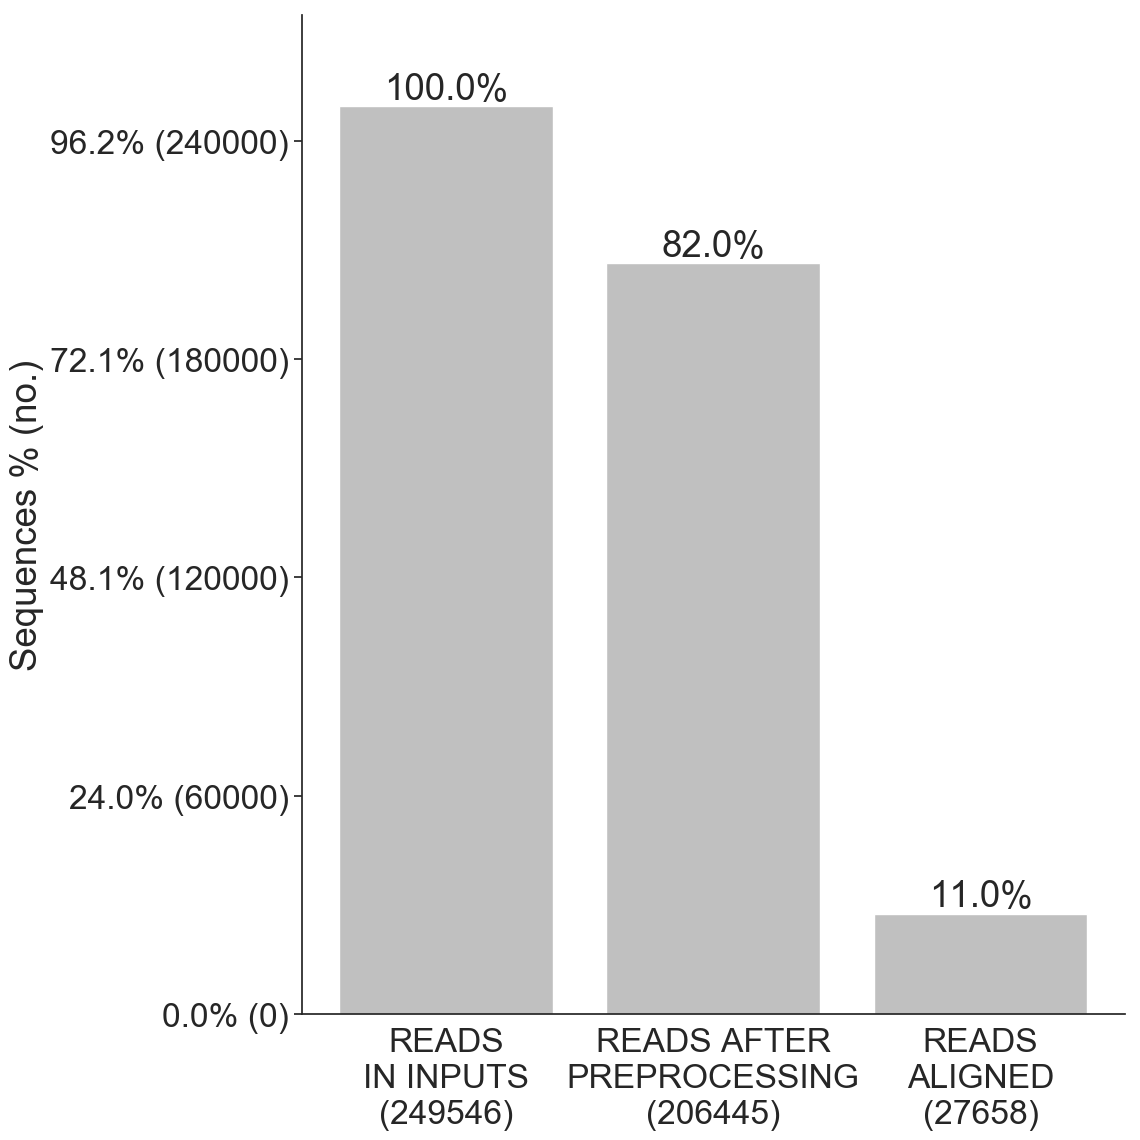 Sequences % (no.)
96.2% (240000)
72.1% (180000)
48.1% (120000)
24.0% (60000)
0.0% (0)
100.0%
82.0%
11.0%
READS
IN INPUTS
(249546)
READS AFTER
PREPROCESSING
(206445)
READS
ALIGNED
(27658)